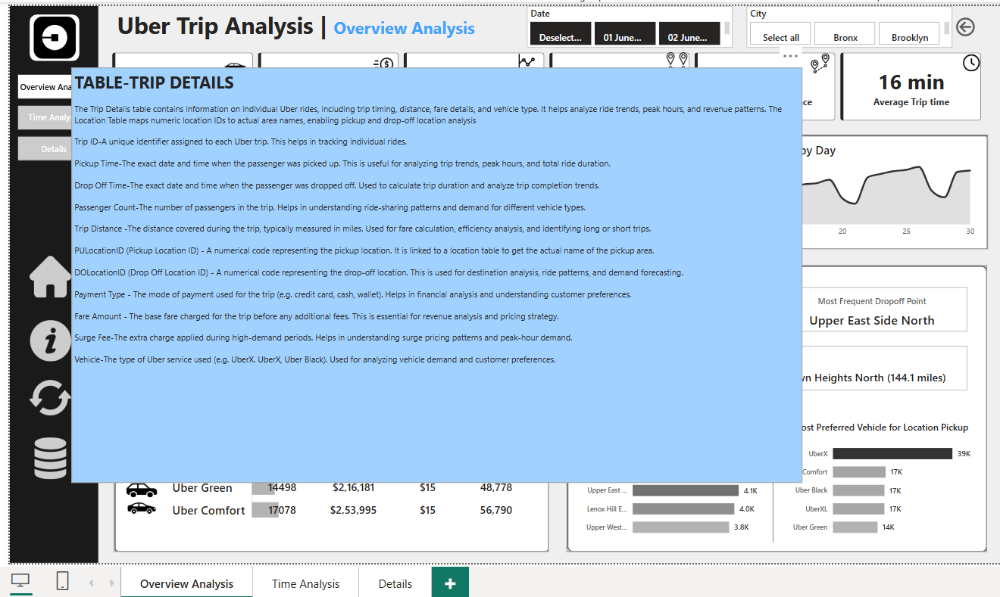 Uber Trip Analysis | Overview Analysis
Date
Deselect...
01 June...
02 June...
City
Select all
Bronx
Brooklyn
Overview Ana
Time Analy
Details
16 min
Average Trip time
ce
TABLE-TRIP DETAILS
The Trip Details table contains information on individual Uber rides, including trip timing, distance, fare details, and vehicle type. It helps analyze ride trends, peak hours, and revenue patterns. The
Location Table maps numeric location IDs to actual area names, enabling pickup and drop-off location analysis
Trip ID-A unique identifier assigned to each Uber trip. This helps in tracking individual rides.
Pickup Time-The exact date and time when the passenger was picked up. This is useful for analyzing trip trends, peak hours, and total ride duration.
Drop Off Time-The exact date and time when the passenger was dropped off. Used to calculate trip duration and analyze trip completion trends.
Passenger Count-The number of passengers in the trip. Helps in understanding ride-sharing patterns and demand for different vehicle types.
Trip Distance -The distance covered during the trip, typically measured in miles. Used for fare calculation, efficiency analysis, and identifying long or short trips.
PULocationID (Pickup Location ID) - A numerical code representing the pickup location. It is linked to a location table to get the actual name of the pickup area.
DOLocationID (Drop Off Location ID) - A numerical code representing the drop-off location. This is used for destination analysis, ride patterns, and demand forecasting.
Payment Type - The mode of payment used for the trip (e.g. credit card, cash, wallet). Helps in financial analysis and understanding customer preferences.
Fare Amount - The base fare charged for the trip before any additional fees. This is essential for revenue analysis and pricing strategy.
Surge Fee-The extra charge applied during high-demand periods. Helps in understanding surge pricing patterns and peak-hour demand.
Vehicle-The type of Uber service used (e.g. UberX. UberX, Uber Black). Used for analyzing vehicle demand and customer preferences.
by Day
20 25 30
Most Frequent Dropoff Point
Upper East Side North
wn Heights North (144.1 miles)
ost Preferred Vehicle for Location Pickup
UberX 39K
Comfort 17K
Uber Black 17K
UberXL 17K
Uber Green 14K
Uber Green 14498 $2,16,181 $15 48,778
Uber Comfort 17078 $2,53,995 $15 56,790
Upper East ... 4.1K
Lenox Hill E... 4.0K
Upper West... 3.8K
Overview Analysis
Time Analysis
Details